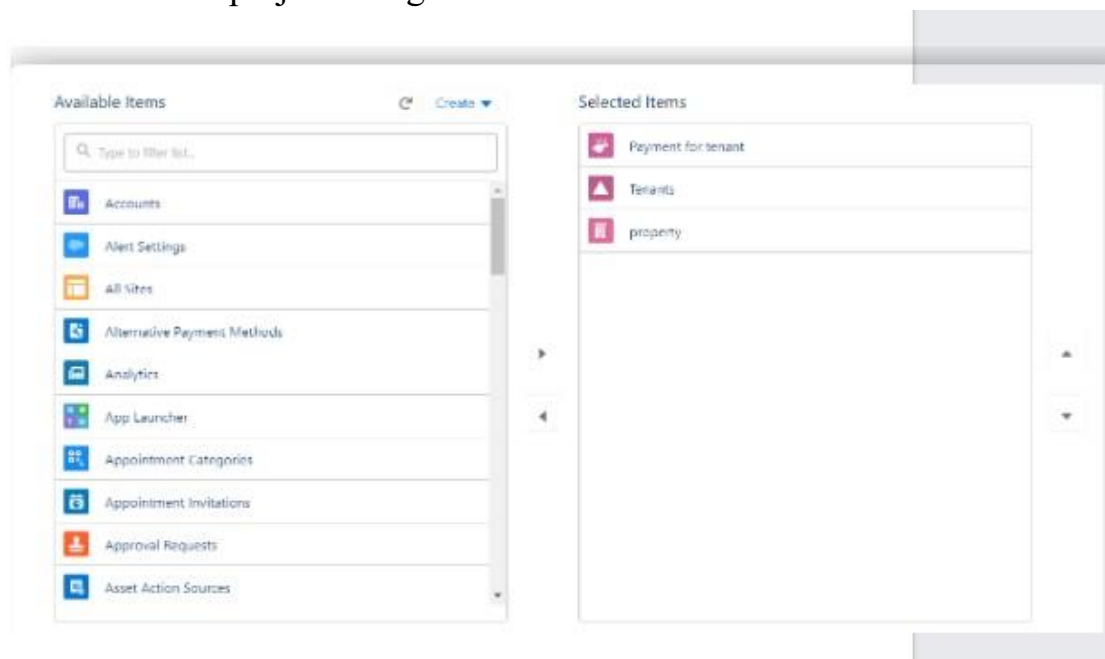 Available Items
Create
Type to filter list...
Accounts
Alert Settings
All Sites
Alternative Payment Methods
Analytics
App Launcher
Appointment Categories
Appointment Invitations
Approval Requests
Asset Action Sources
Selected Items
Payment for tenant
Tenants
property